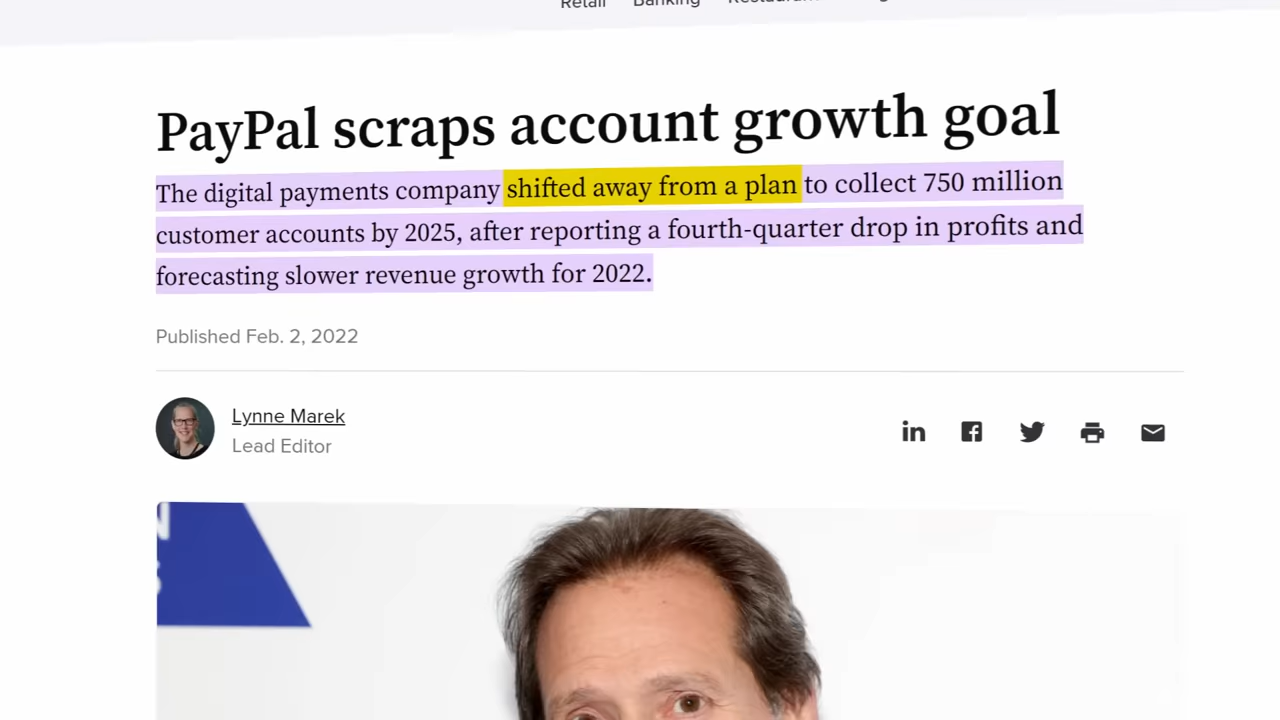 Retail Banking
PayPal scraps account growth goal
The digital payments company shifted away from a plan to collect 750 million
customer accounts by 2025, after reporting a fourth-quarter drop in profits and
forecasting slower revenue growth for 2022.
Published Feb. 2, 2022
Lynne Marek
Lead Editor